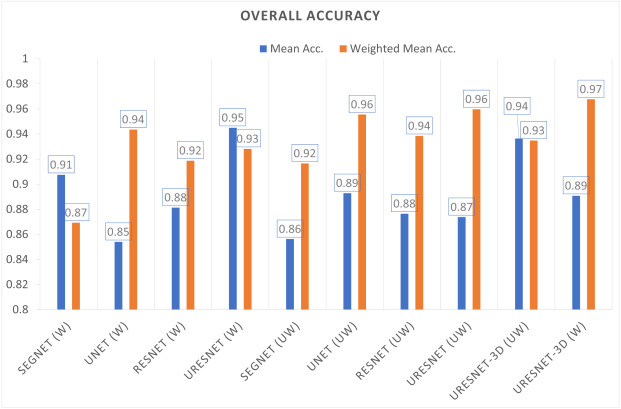 OVERALL ACCURACY
Mean Acc. Weighted Mean Acc.
1
0.98
0.96
0.94
0.92
0.9
0.88
0.86
0.84
0.82
0.8
0.91 0.87
0.85 0.94
0.88 0.92
0.95 0.93
0.86 0.92
0.89 0.96
0.88 0.94
0.87 0.96
0.94 0.93
0.89 0.97
SEGNET (W)
UNET (W)
RESNET (W)
URESNET (W)
SEGNET (UW)
UNET (UW)
RESNET (UW)
URESNET (UW)
URESNET-3D (UW)
URESNET-3D (W)